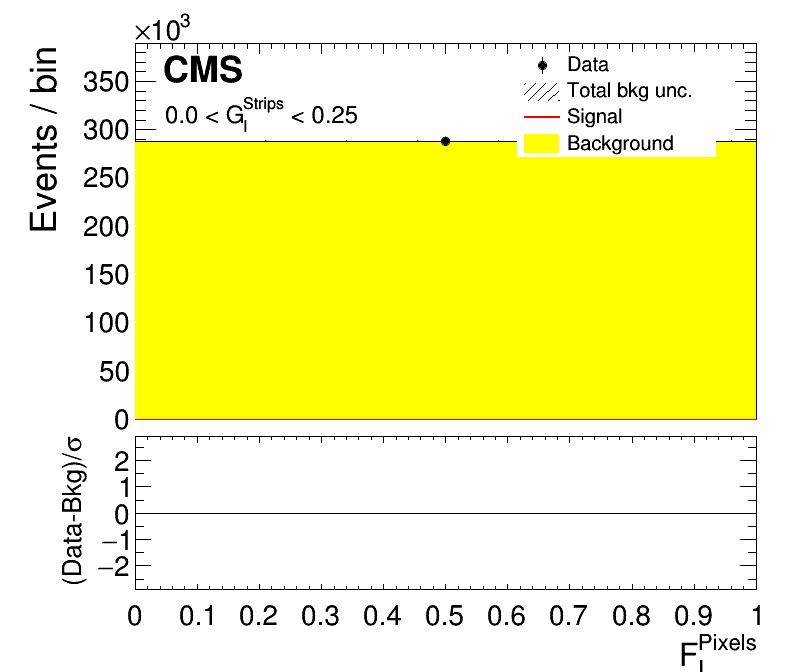 ×10³
CMS
0.0 < G_I^Strips < 0.25
Data
Total bkg unc.
Signal
Background
Events / bin
350
300
250
200
150
100
50
0
(Data-Bkg)/σ
2
1
0
−1
−2
0 0.1 0.2 0.3 0.4 0.5 0.6 0.7 0.8 0.9 1
F_I^Pixels